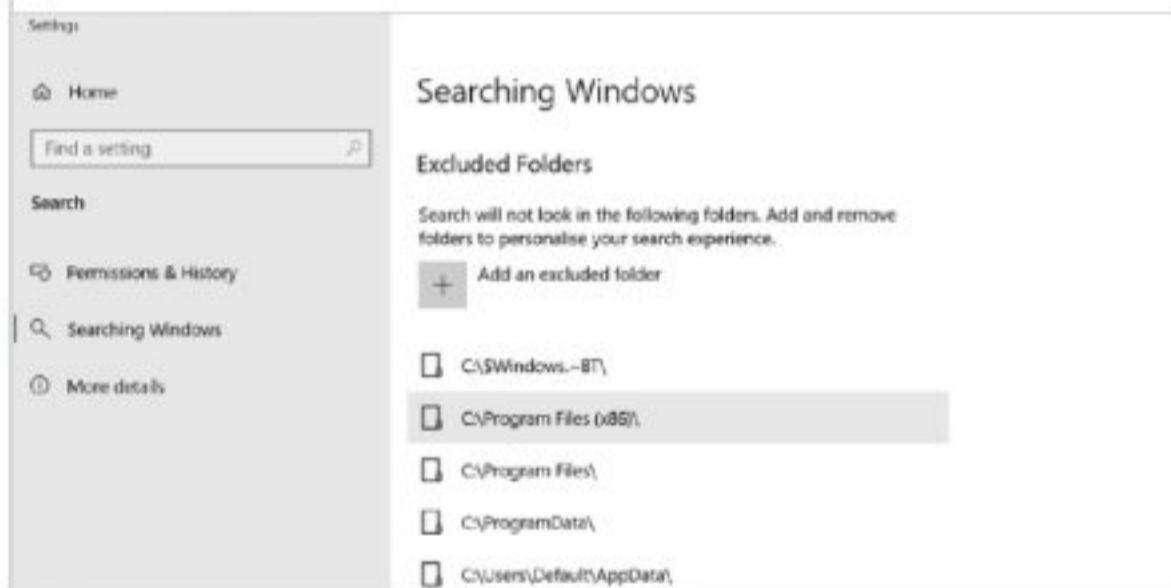 Settings
Home
Find a setting
Search
Permissions & History
Searching Windows
More details
Searching Windows
Excluded Folders
Search will not look in the following folders. Add and remove
folders to personalise your search experience.
Add an excluded folder
C:\$Windows.~BT\
C:\Program Files (x86)\
C:\Program Files\
C:\ProgramData\
C:\Users\Default\AppData\